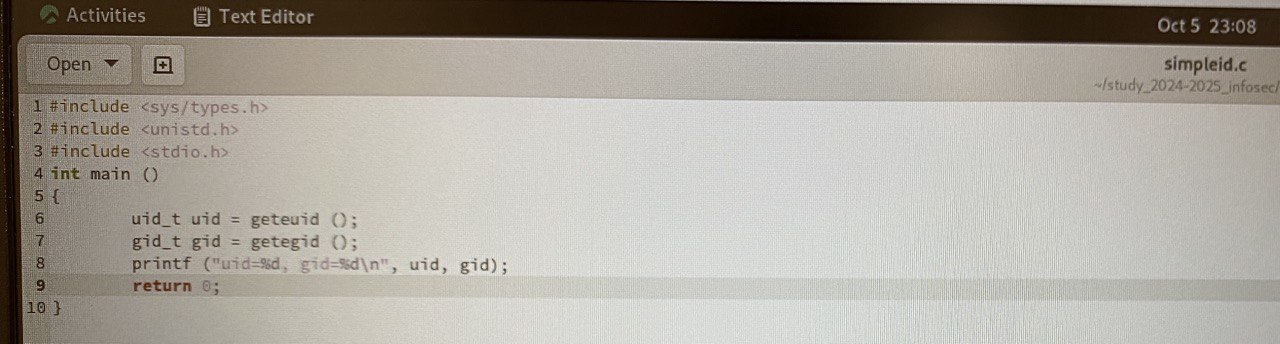 Activities Text Editor Oct 5 23:08
Open simpleid.c
~/study_2024-2025_infosec/
1 #include <sys/types.h>
2 #include <unistd.h>
3 #include <stdio.h>
4 int main ()
5 {
6         uid_t uid = geteuid ();
7         gid_t gid = getegid ();
8         printf ("uid=%d, gid=%d\n", uid, gid);
9         return 0;
10 }